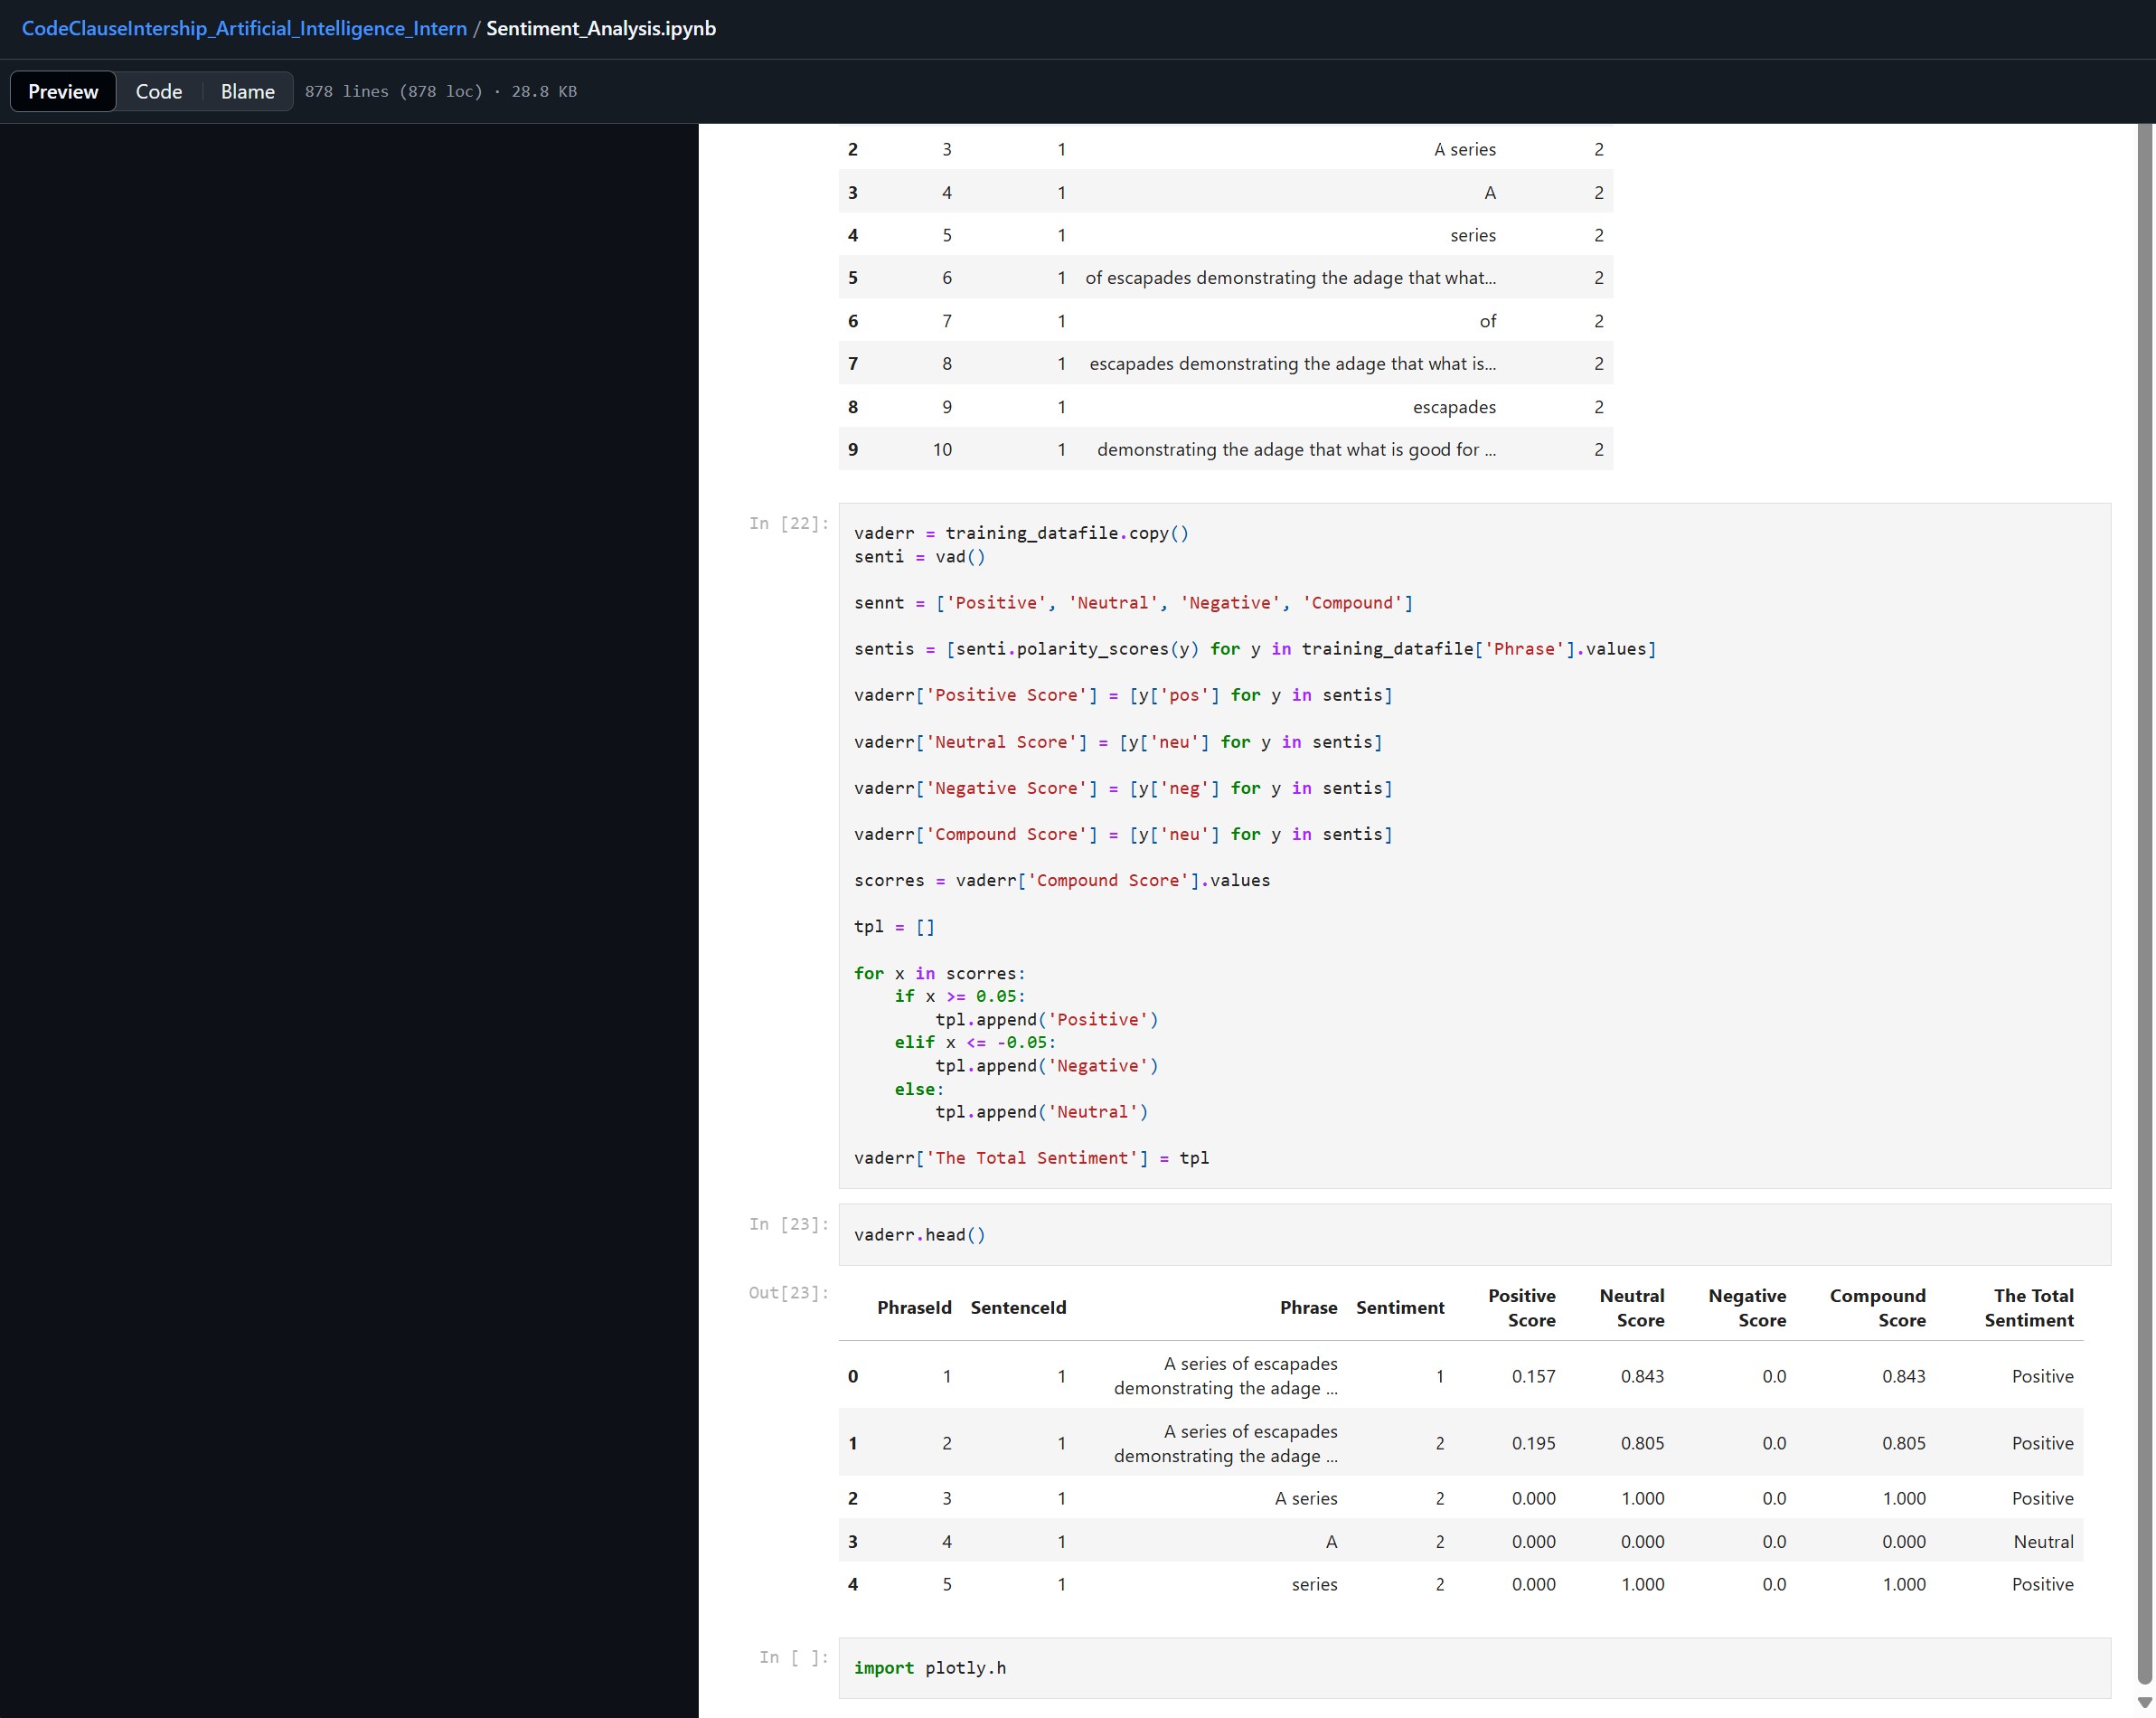 CodeClauseIntership_Artificial_Intelligence_Intern / Sentiment_Analysis.ipynb
Preview Code Blame 878 lines (878 loc) · 28.8 KB
2 3 1 A series 2
3 4 1 A 2
4 5 1 series 2
5 6 1 of escapades demonstrating the adage that what... 2
6 7 1 of 2
7 8 1 escapades demonstrating the adage that what is... 2
8 9 1 escapades 2
9 10 1 demonstrating the adage that what is good for ... 2
In [22]:
vaderr = training_datafile.copy()
senti = vad()
sennt = ['Positive', 'Neutral', 'Negative', 'Compound']
sentis = [senti.polarity_scores(y) for y in training_datafile['Phrase'].values]
vaderr['Positive Score'] = [y['pos'] for y in sentis]
vaderr['Neutral Score'] = [y['neu'] for y in sentis]
vaderr['Negative Score'] = [y['neg'] for y in sentis]
vaderr['Compound Score'] = [y['neu'] for y in sentis]
scorres = vaderr['Compound Score'].values
tpl = []
for x in scorres:
    if x >= 0.05:
        tpl.append('Positive')
    elif x <= -0.05:
        tpl.append('Negative')
    else:
        tpl.append('Neutral')
vaderr['The Total Sentiment'] = tpl
In [23]:
vaderr.head()
Out[23]:
PhraseId SentenceId Phrase Sentiment Positive Score Neutral Score Negative Score Compound Score The Total Sentiment
0 1 1 A series of escapades demonstrating the adage ... 1 0.157 0.843 0.0 0.843 Positive
1 2 1 A series of escapades demonstrating the adage ... 2 0.195 0.805 0.0 0.805 Positive
2 3 1 A series 2 0.000 1.000 0.0 1.000 Positive
3 4 1 A 2 0.000 0.000 0.0 0.000 Neutral
4 5 1 series 2 0.000 1.000 0.0 1.000 Positive
In [ ]:
import plotly.h